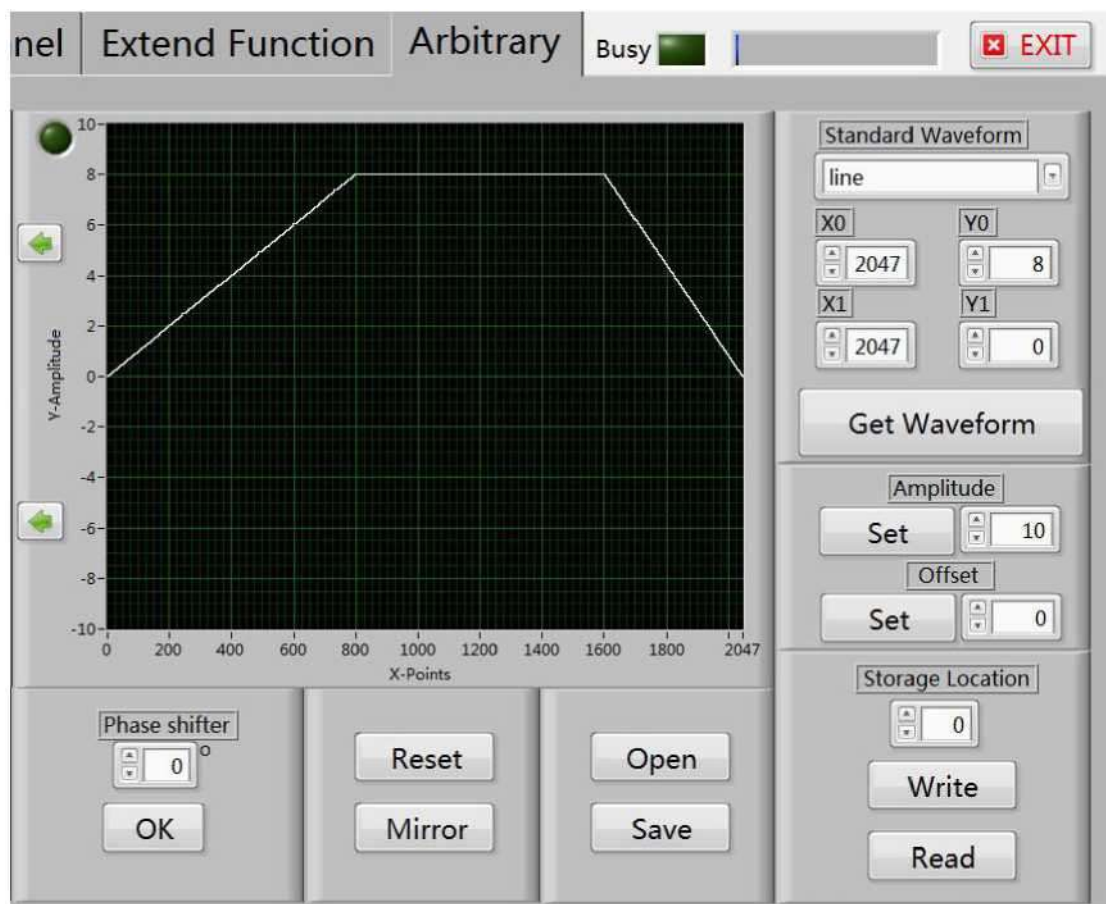 nel Extend Function Arbitrary Busy EXIT
Standard Waveform
line
X0 Y0
2047 8
X1 Y1
2047 0
Get Waveform
Amplitude
Set 10
Offset
Set 0
Storage Location
0
Write
Read
10
8
6
4
2
0
-2
-4
-6
-8
-10
Y-Amplitude
0 200 400 600 800 1000 1200 1400 1600 1800 2047
X-Points
Phase shifter
0 o
OK
Reset
Mirror
Open
Save